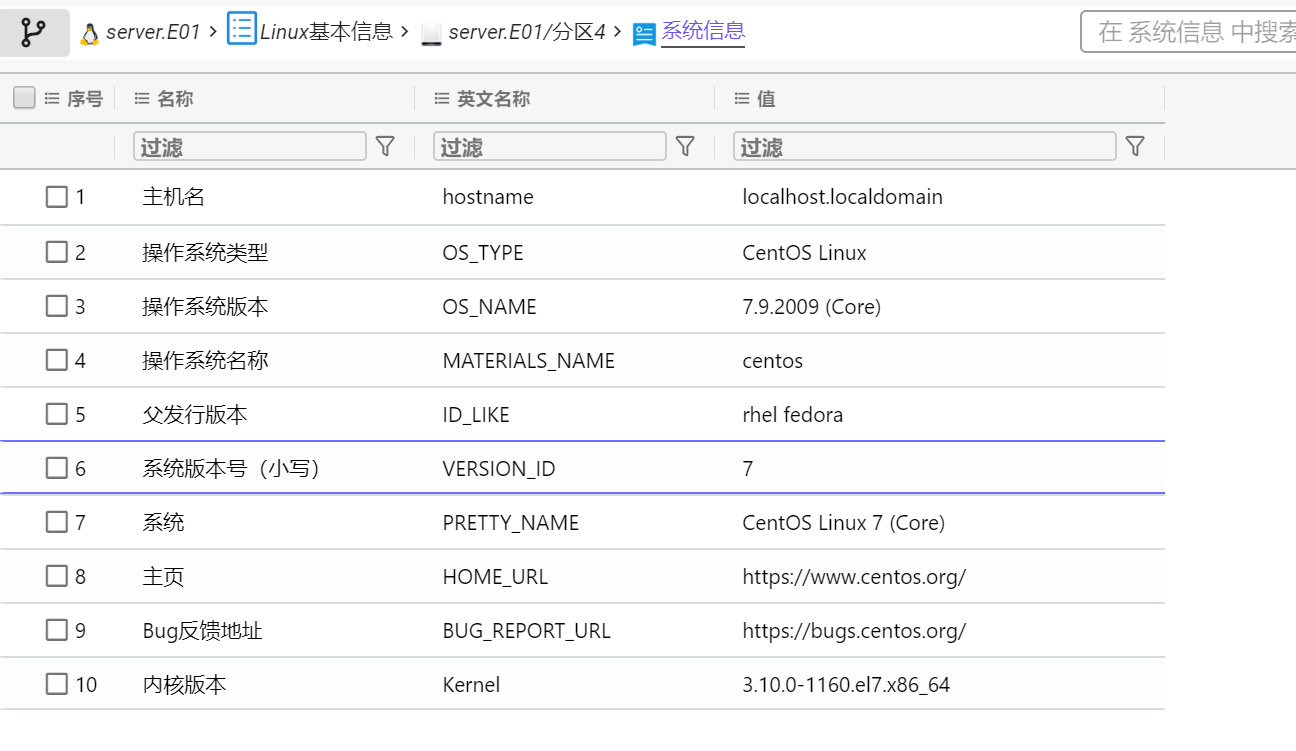 server.E01 > Linux基本信息 > server.E01/分区4 > 系统信息
在 系统信息 中搜索
序号 名称 英文名称 值
过滤 过滤 过滤
1 主机名 hostname localhost.localdomain
2 操作系统类型 OS_TYPE CentOS Linux
3 操作系统版本 OS_NAME 7.9.2009 (Core)
4 操作系统名称 MATERIALS_NAME centos
5 父发行版本 ID_LIKE rhel fedora
6 系统版本号（小写） VERSION_ID 7
7 系统 PRETTY_NAME CentOS Linux 7 (Core)
8 主页 HOME_URL https://www.centos.org/
9 Bug反馈地址 BUG_REPORT_URL https://bugs.centos.org/
10 内核版本 Kernel 3.10.0-1160.el7.x86_64